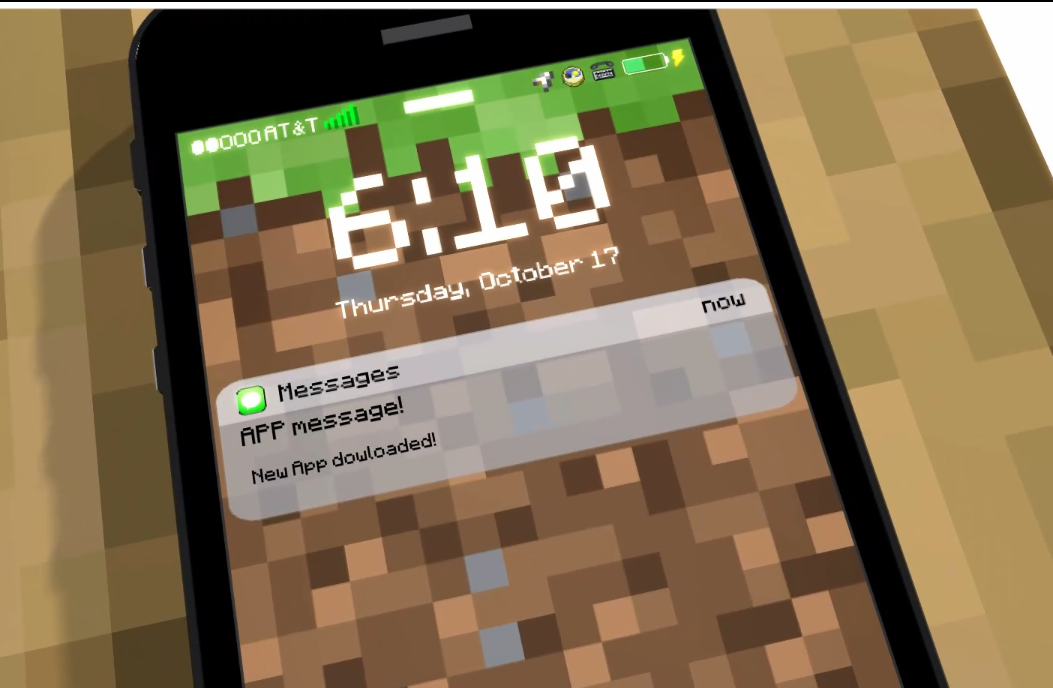 AT&T
6:10
Thursday, October 17
now
Messages
APP message!
New App dowloaded!